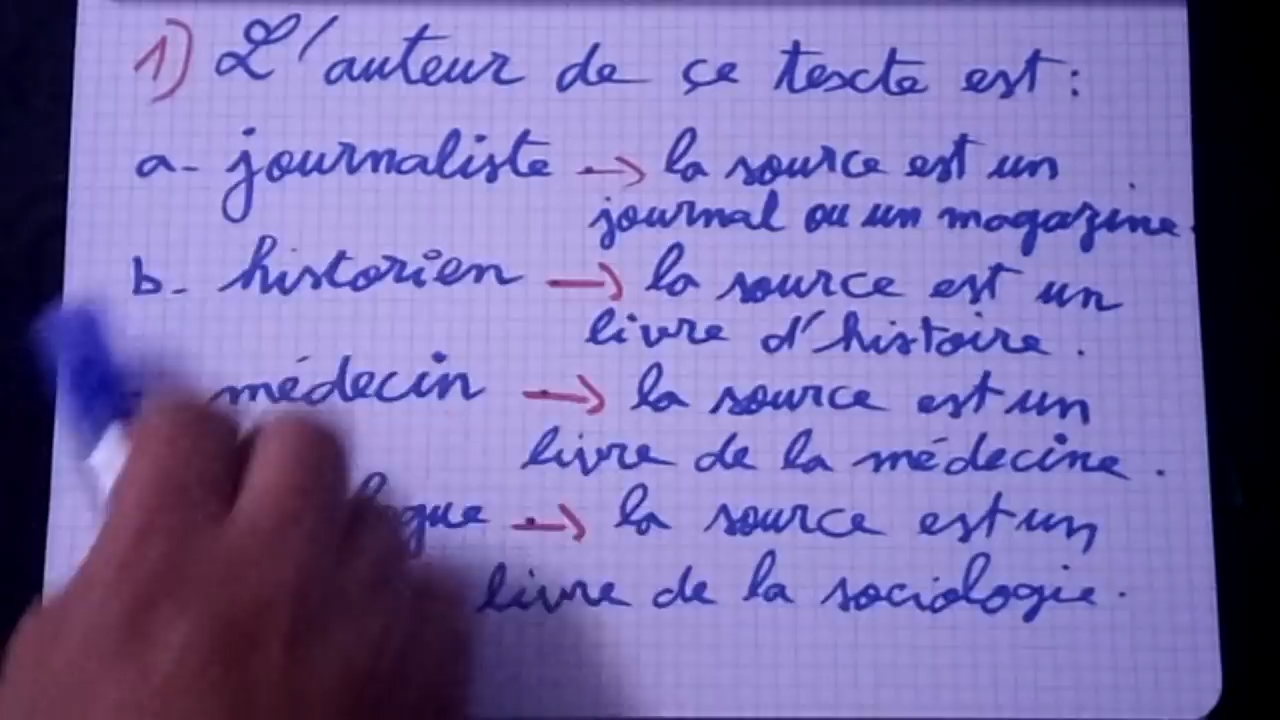 1) L'auteur de çe texte est :
a- journaliste → la source est un
journal ou un magazine.
b- historien → la source est un
livre d'histoire.
médecin → la source est un
livre de la médecine.
→ la source est un
livre de la sociologie.